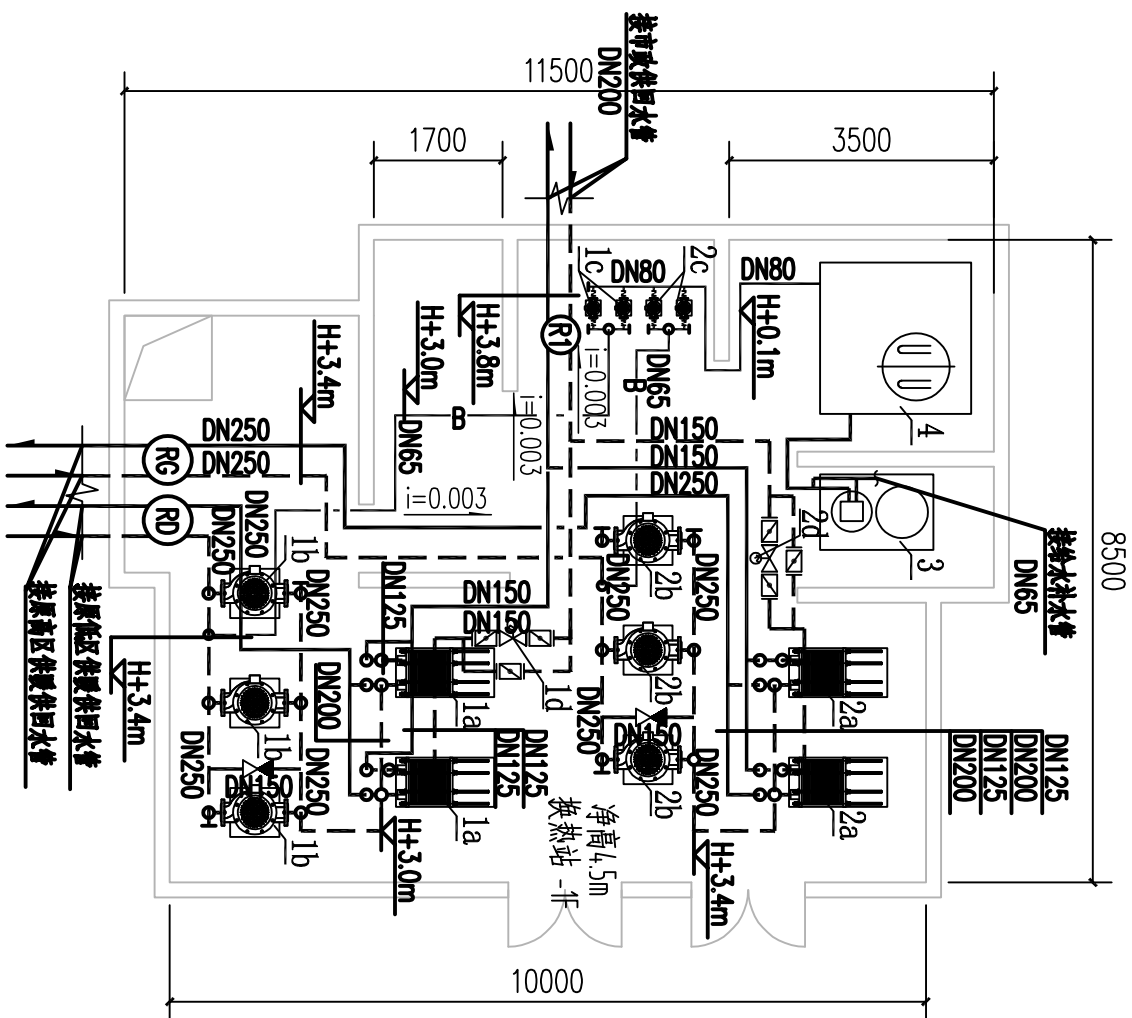 接市政供回水管
DN200
11500
1700
3500
8500
10000
1c
DN80
2c
DN80
H+0.1m
4
3
接给水补水管
DN65
2d
R1
H+3.8m
H+3.0m
H+3.4m
i=0.003
DN65
B
i=0.003
B
DN65
i=0.003
DN250
RG
DN250
RD
DN150
DN150
DN250
DN250
DN250
1b
DN250
DN125
DN150
DN150
1d
DN250
2b
DN250
2b
2a
1a
DN200
H+3.4m
接原低区供暖供回水管
接原高区供暖供回水管
1b
DN250
DN150
DN250
1b
DN125
DN125
1a
H+3.0m
DN250
DN150
DN250
2b
2a
DN125
DN200
DN125
DN200
净高4.5m
换热站 -1F
H+3.4m